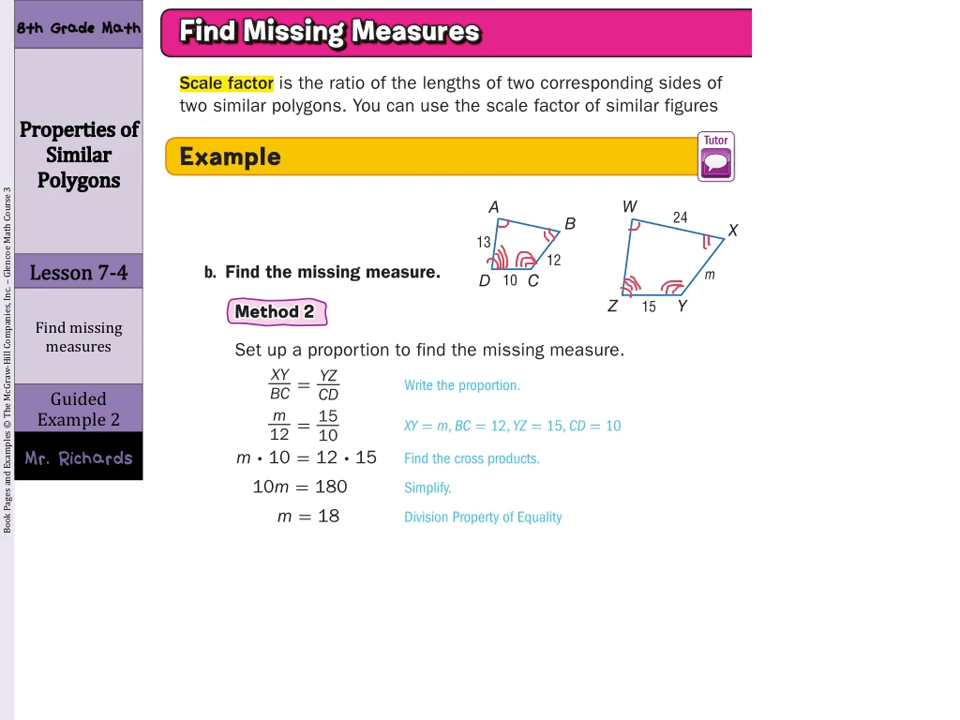 8th Grade Math
Find Missing Measures
Scale factor is the ratio of the lengths of two corresponding sides of
two similar polygons. You can use the scale factor of similar figures
Properties of
Similar
Polygons
Example
Tutor
A
B
13
12
D 10 C
W
24
X
m
Z 15 Y
Lesson 7-4
b. Find the missing measure.
Method 2
Find missing
measures
Set up a proportion to find the missing measure.
XY/BC = YZ/CD Write the proportion.
m/12 = 15/10 XY = m, BC = 12, YZ = 15, CD = 10
m • 10 = 12 • 15 Find the cross products.
10m = 180 Simplify.
m = 18 Division Property of Equality
Guided
Example 2
Mr. Richards
Book Pages and Examples © The McGraw-Hill Companies, Inc. – Glencoe Math Course 3